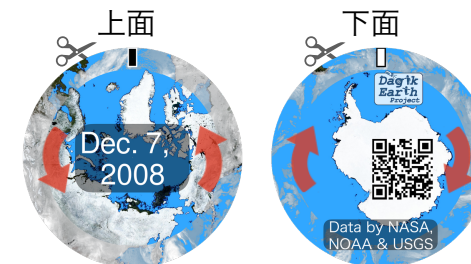 上面
下面
Dec. 7,
2008
Dagik
Earth
Project
Data by NASA,
NOAA & USGS